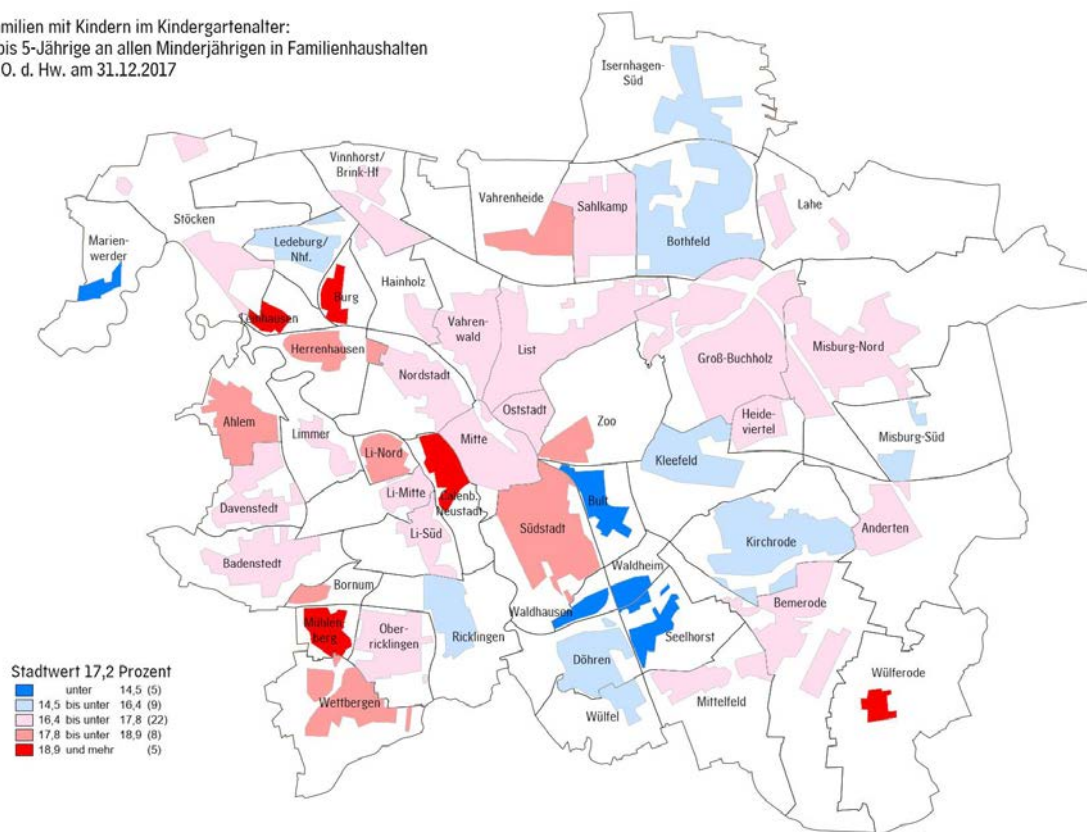 milien mit Kindern im Kindergartenalter:
bis 5-Jährige an allen Minderjährigen in Familienhaushalten
O. d. Hw. am 31.12.2017
Isernhagen-
Süd
Vinnhorst/
Brink-Hf
Vahrenheide
Sahlkamp
Lahe
Stöcken
Bothfeld
Marien-
werder
Ledeburg/
Nhf.
Hainholz
Burg
Leinhausen
Vahren-
wald
List
Herrenhausen
Misburg-Nord
Groß-Buchholz
Nordstadt
Oststadt
Heide-
viertel
Zoo
Ahlem
Limmer
Mitte
Misburg-Süd
Li-Nord
Kleefeld
Li-Mitte
Calenb.
Neustadt
Bult
Davenstedt
Südstadt
Anderten
Li-Süd
Kirchrode
Badenstedt
Waldheim
Bornum
Bemerode
Waldhausen
Mühlen-
berg
Ober-
ricklingen
Ricklingen
Seelhorst
Döhren
Wülferode
Wettbergen
Mittelfeld
Wülfel
Stadtwert 17,2 Prozent
unter 14,5 (5)
14,5 bis unter 16,4 (9)
16,4 bis unter 17,8 (22)
17,8 bis unter 18,9 (8)
18,9 und mehr (5)